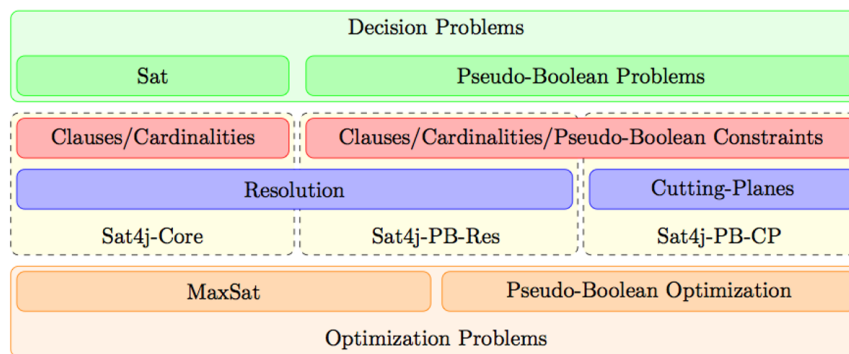 Decision Problems
Sat
Pseudo-Boolean Problems
Clauses/Cardinalities
Clauses/Cardinalities/Pseudo-Boolean Constraints
Resolution
Cutting-Planes
Sat4j-Core
Sat4j-PB-Res
Sat4j-PB-CP
MaxSat
Pseudo-Boolean Optimization
Optimization Problems